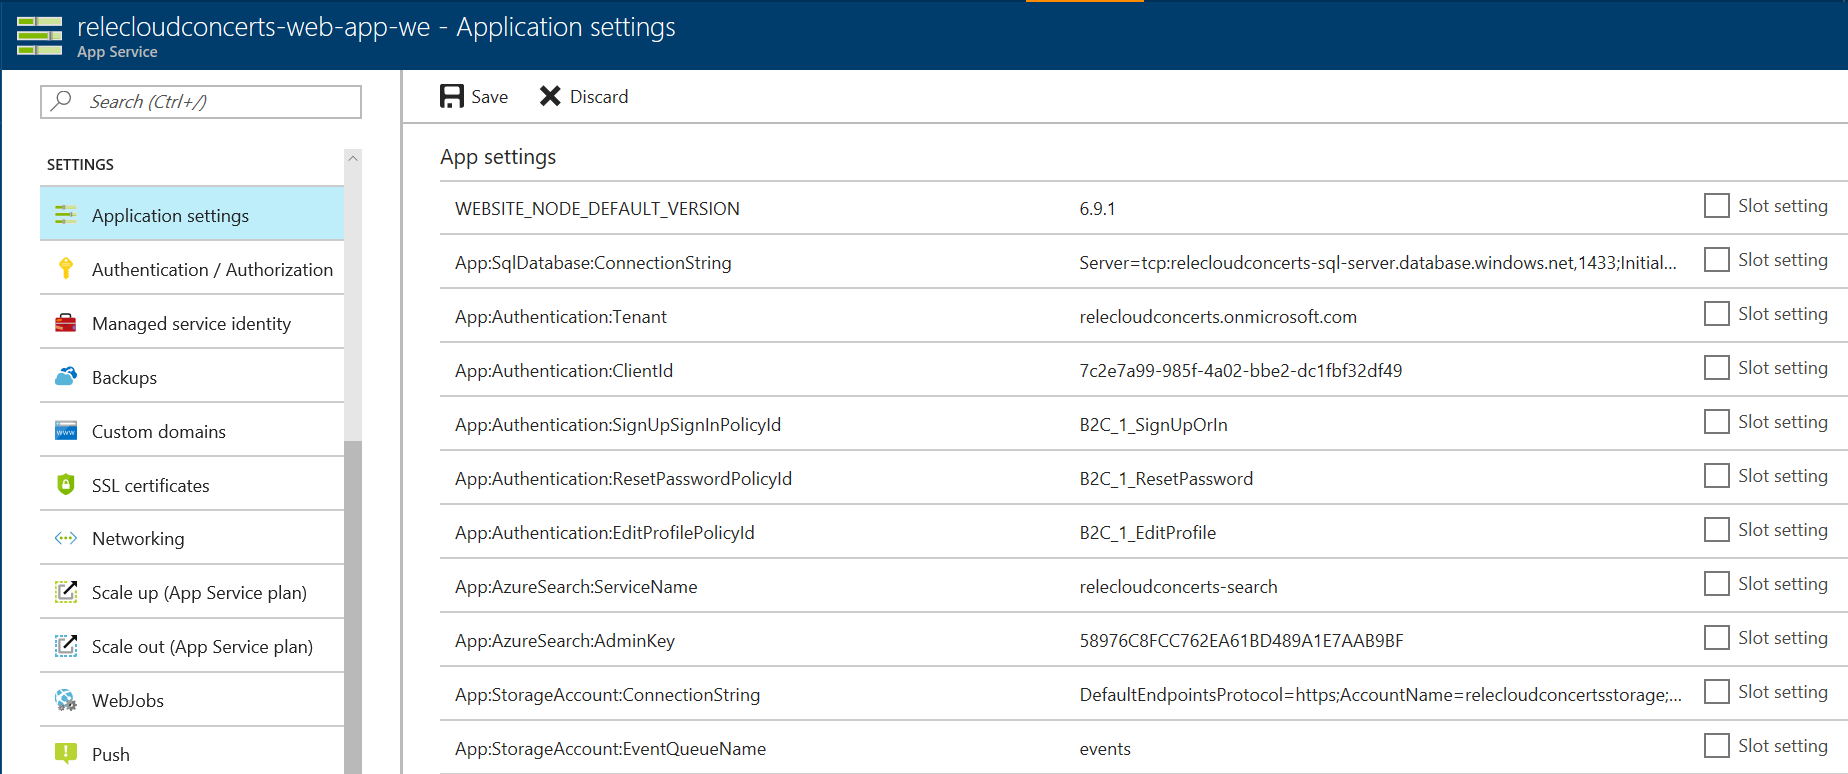 relecloudconcerts-web-app-we - Application settings
App Service
Search (Ctrl+/)
SETTINGS
Application settings
Authentication / Authorization
Managed service identity
Backups
Custom domains
SSL certificates
Networking
Scale up (App Service plan)
Scale out (App Service plan)
WebJobs
Push
Save Discard
App settings
WEBSITE_NODE_DEFAULT_VERSION 6.9.1 Slot setting
App:SqlDatabase:ConnectionString Server=tcp:relecloudconcerts-sql-server.database.windows.net,1433;Initial... Slot setting
App:Authentication:Tenant relecloudconcerts.onmicrosoft.com Slot setting
App:Authentication:ClientId 7c2e7a99-985f-4a02-bbe2-dc1fbf32df49 Slot setting
App:Authentication:SignUpSignInPolicyId B2C_1_SignUpOrIn Slot setting
App:Authentication:ResetPasswordPolicyId B2C_1_ResetPassword Slot setting
App:Authentication:EditProfilePolicyId B2C_1_EditProfile Slot setting
App:AzureSearch:ServiceName relecloudconcerts-search Slot setting
App:AzureSearch:AdminKey 58976C8FCC762EA61BD489A1E7AAB9BF Slot setting
App:StorageAccount:ConnectionString DefaultEndpointsProtocol=https;AccountName=relecloudconcertsstorage;... Slot setting
App:StorageAccount:EventQueueName events Slot setting